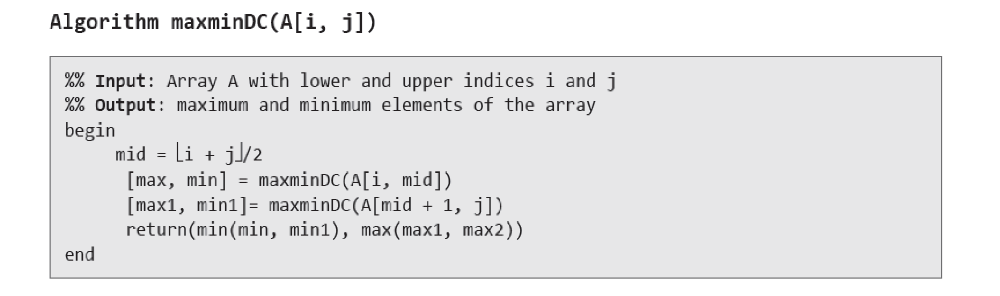 Algorithm maxminDC(A[i, j])
%% Input: Array A with lower and upper indices i and j
%% Output: maximum and minimum elements of the array
begin
mid = ⌊i + j⌋/2
[max, min] = maxminDC(A[i, mid])
[max1, min1]= maxminDC(A[mid + 1, j])
return(min(min, min1), max(max1, max2))
end